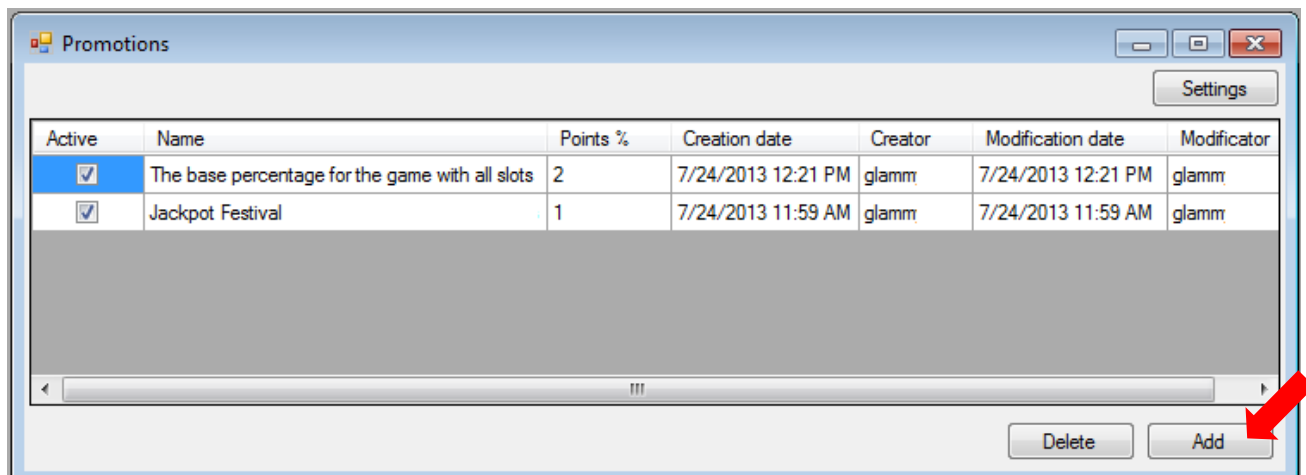 Promotions
Settings
Active Name Points % Creation date Creator Modification date Modificator
The base percentage for the game with all slots 2 7/24/2013 12:21 PM glamm 7/24/2013 12:21 PM glamm
Jackpot Festival 1 7/24/2013 11:59 AM glamm 7/24/2013 11:59 AM glamm
Delete Add